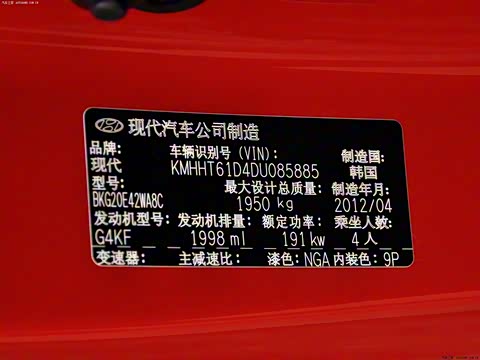 现代汽车公司制造
品牌: 车辆识别号(VIN): 制造国:
现代 KMHHT61D4DU085885 韩国
型号: 最大设计总质量: 制造年月:
BKG20E42WA8C 1950 kg 2012/04
发动机型号: 发动机排量: 额定功率: 乘坐人数:
G4KF 1998 ml 191 kw 4 人
变速器: 主减速比: 漆色: NGA 内装色: 9P